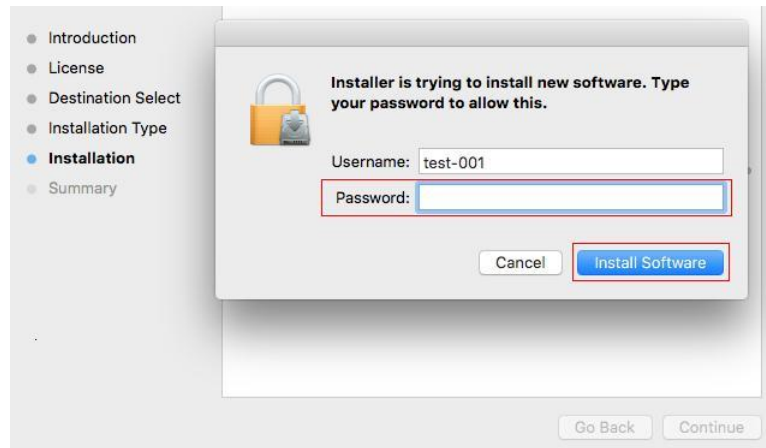 Introduction
License
Destination Select
Installation Type
Installation
Summary
Installer is trying to install new software. Type
your password to allow this.
Username: test-001
Password:
Cancel
Install Software
Go Back
Continue